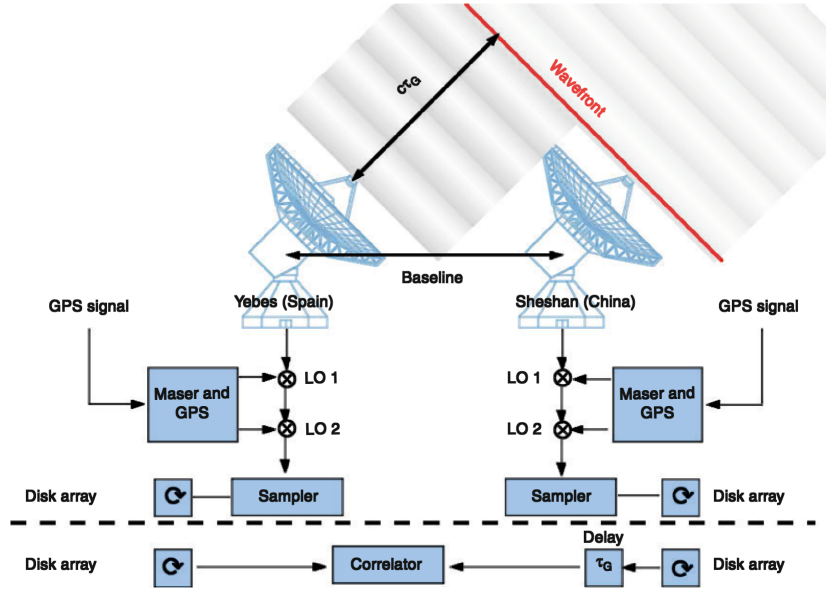 cτG
Wavefront
Baseline
Yebes (Spain)
Sheshan (China)
GPS signal
GPS signal
Maser and
GPS
LO 1
LO 2
LO 1
LO 2
Maser and
GPS
Disk array
Sampler
Sampler
Disk array
Delay
Disk array
Correlator
τG
Disk array